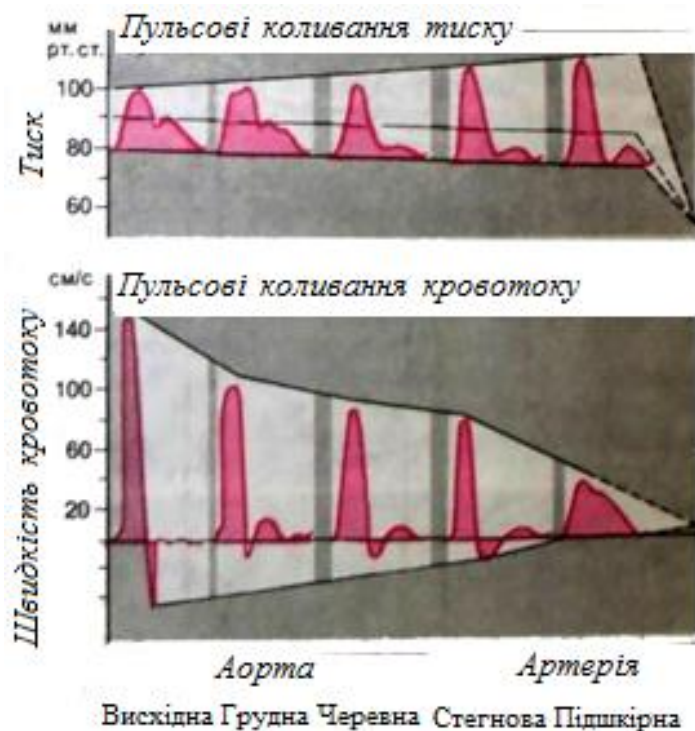 мм
рт. ст.
Пульсові коливання тиску
100
80
60
Тиск
см/с
Пульсові коливання кровотоку
140
100
60
20
Швидкість кровотоку
Аорта Артерія
Висхідна Грудна Черевна Стегнова Підшкірна